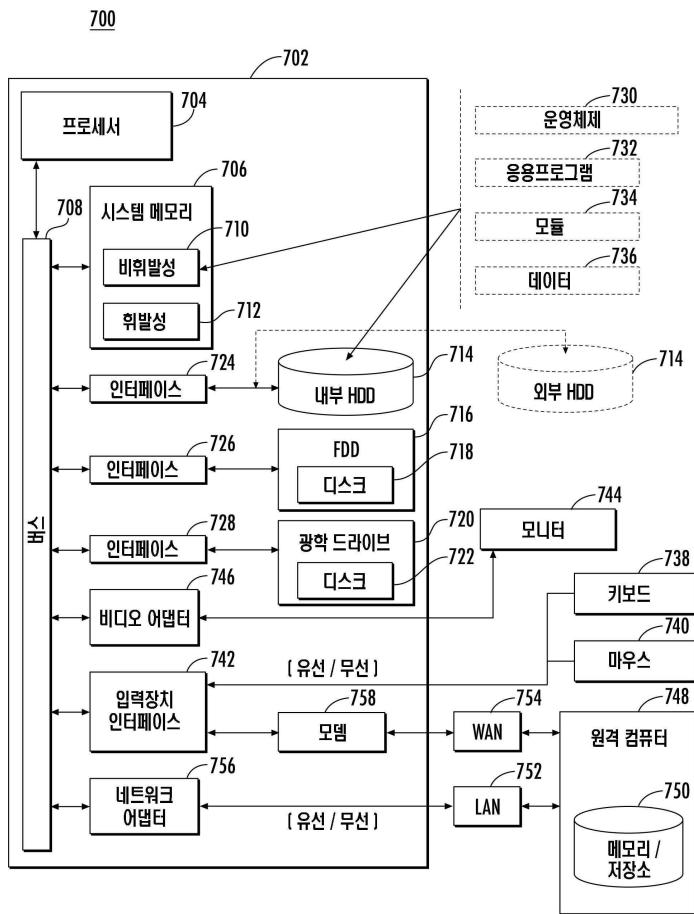 700
702
프로세서
704
706
시스템 메모리
708
710
비휘발성
712
휘발성
730
운영체제
732
응용프로그램
734
모듈
736
데이터
724
인터페이스
내부 HDD
714
외부 HDD
714
726
인터페이스
716
FDD
718
디스크
728
인터페이스
720
광학 드라이브
722
디스크
744
모니터
버스
746
비디오 어댑터
738
키보드
740
마우스
742
입력장치
인터페이스
( 유선 / 무선 )
758
모뎀
754
WAN
748
원격 컴퓨터
756
네트워크
어댑터
( 유선 / 무선 )
752
LAN
750
메모리 /
저장소